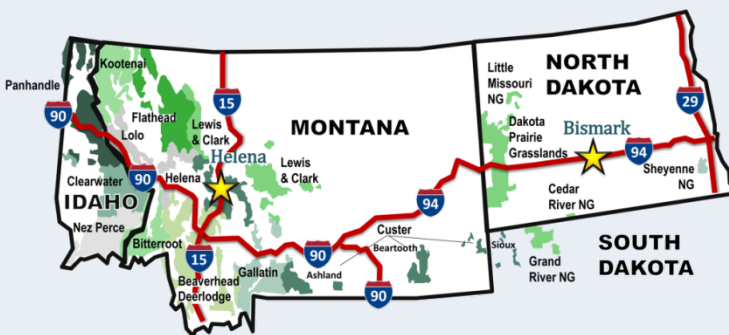 Kootenai
Panhandle
90
Flathead
Lolo
15
Lewis
& Clark
MONTANA
Helena
Lewis
& Clark
Helena
90
Clearwater
IDAHO
Nez Perce
Bitterroot
15
Beaverhead
Deerlodge
Gallatin
90
Ashland
Custer
Beartooth
90
94
Sioux
Little
Missouri
NG
NORTH
DAKOTA
29
Dakota
Prairie
Grasslands
Bismark
94
Sheyenne
NG
Cedar
River NG
Grand
River NG
SOUTH
DAKOTA